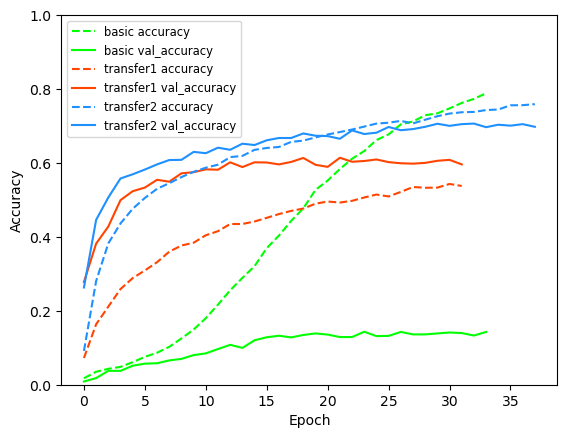 basic accuracy
basic val_accuracy
transfer1 accuracy
transfer1 val_accuracy
transfer2 accuracy
transfer2 val_accuracy
1.0
0.8
0.6
0.4
0.2
0.0
Accuracy
0 5 10 15 20 25 30 35
Epoch